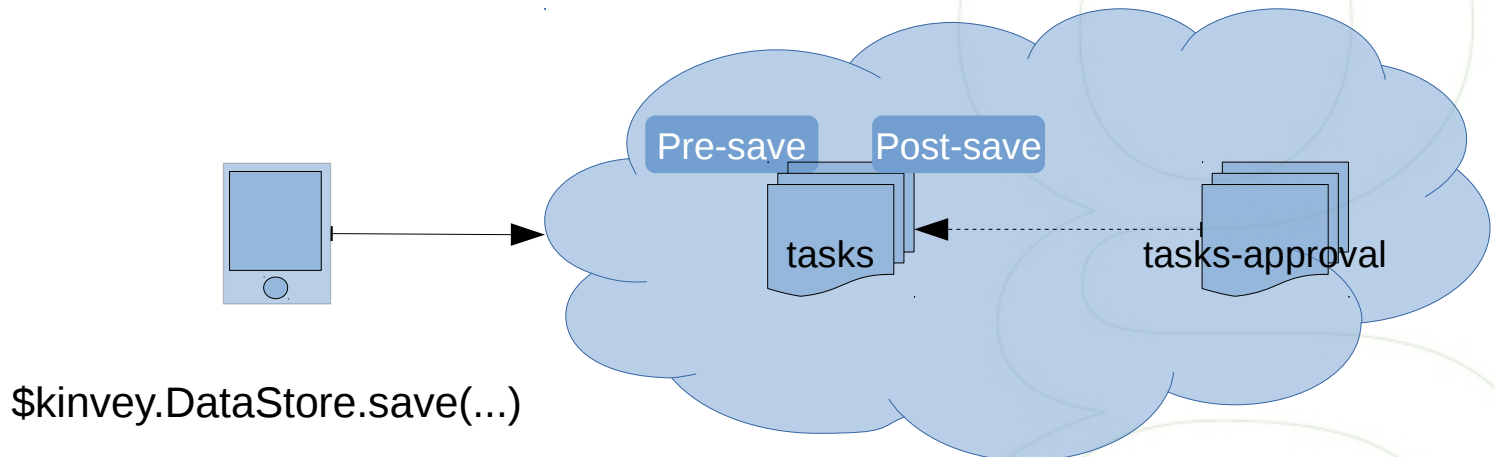 Pre-save
Post-save
tasks
tasks-approval
$kinvey.DataStore.save(...)